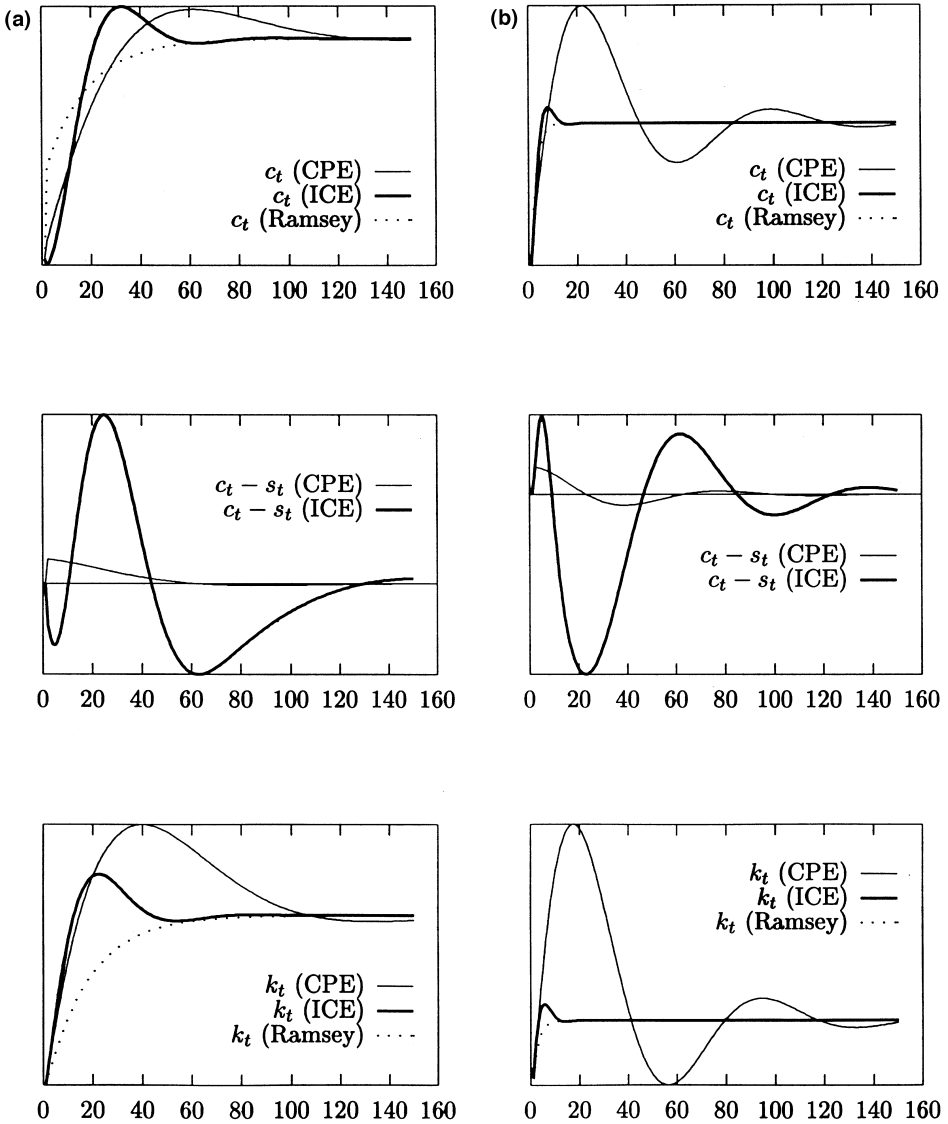 (a)
c_t (CPE)
c_t (ICE)
c_t (Ramsey)
0 20 40 60 80 100 120 140 160
(b)
c_t (CPE)
c_t (ICE)
c_t (Ramsey)
0 20 40 60 80 100 120 140 160
c_t − s_t (CPE)
c_t − s_t (ICE)
0 20 40 60 80 100 120 140 160
c_t − s_t (CPE)
c_t − s_t (ICE)
0 20 40 60 80 100 120 140 160
k_t (CPE)
k_t (ICE)
k_t (Ramsey)
0 20 40 60 80 100 120 140 160
k_t (CPE)
k_t (ICE)
k_t (Ramsey)
0 20 40 60 80 100 120 140 160